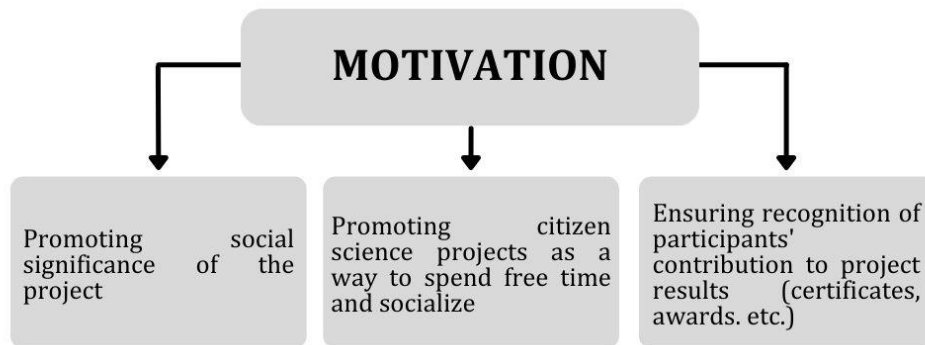 MOTIVATION
Promoting social
significance of the
project
Promoting citizen
science projects as a
way to spend free time
and socialize
Ensuring recognition of
participants'
contribution to project
results (certificates,
awards. etc.)